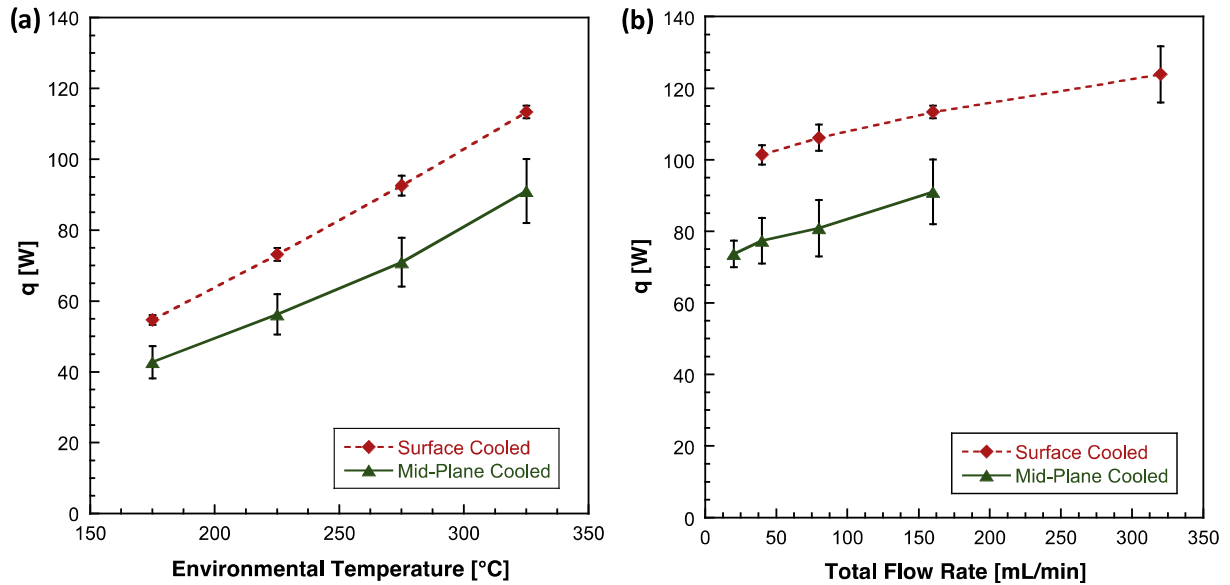 (a)
140
120
100
80
60
40
20
0
q [W]
150 200 250 300 350
Environmental Temperature [°C]
Surface Cooled
Mid-Plane Cooled
(b)
140
120
100
80
60
40
20
0
q [W]
0 50 100 150 200 250 300 350
Total Flow Rate [mL/min]
Surface Cooled
Mid-Plane Cooled